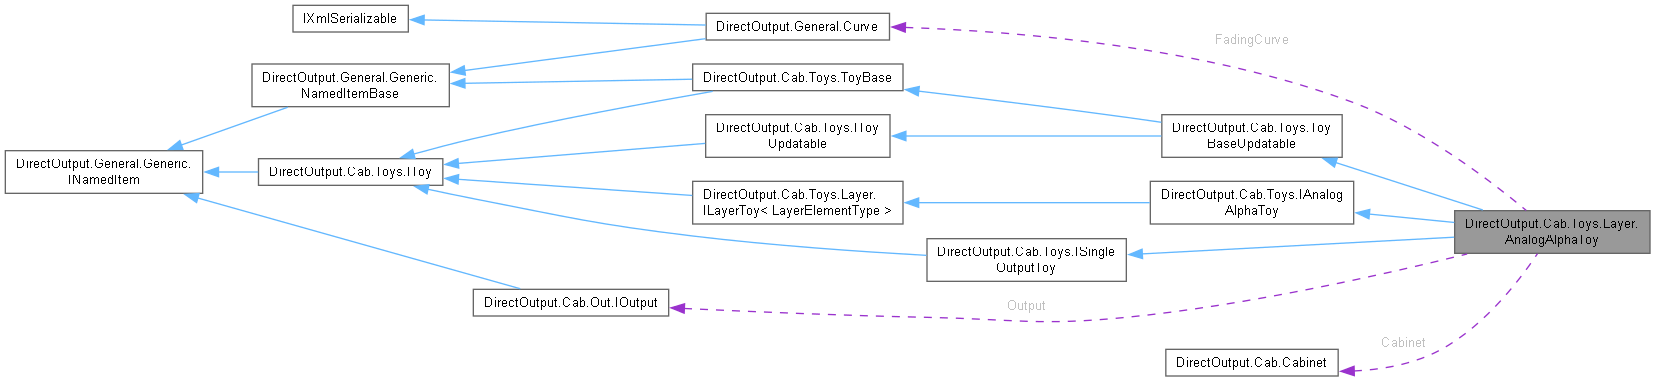 IXmlSerializable
DirectOutput.General.Curve
FadingCurve
DirectOutput.General.Generic.
NamedItemBase
DirectOutput.Cab.Toys.ToyBase
DirectOutput.Cab.Toys.IToy
Updatable
DirectOutput.Cab.Toys.Toy
BaseUpdatable
DirectOutput.General.Generic.
INamedItem
DirectOutput.Cab.Toys.IToy
DirectOutput.Cab.Toys.Layer.
ILayerToy< LayerElementType >
DirectOutput.Cab.Toys.IAnalog
AlphaToy
DirectOutput.Cab.Toys.Layer.
AnalogAlphaToy
DirectOutput.Cab.Toys.ISingle
OutputToy
DirectOutput.Cab.Out.IOutput
Output
Cabinet
DirectOutput.Cab.Cabinet